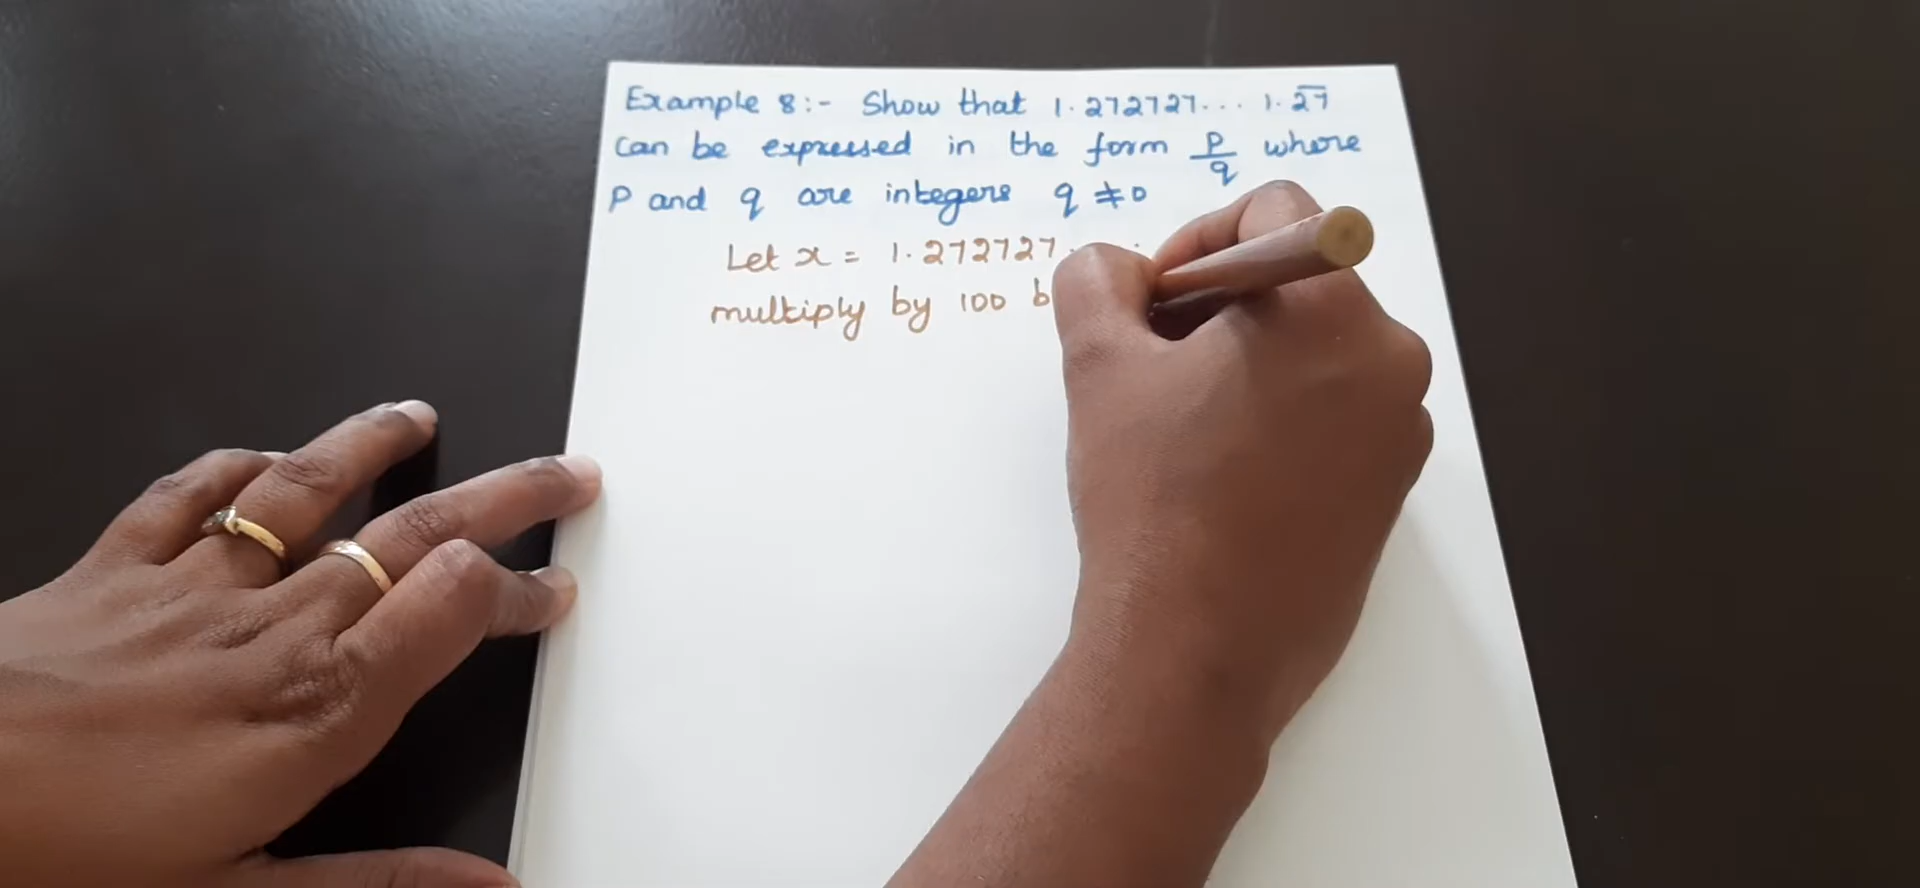 Example 8:- Show that 1.272727... 1.2̅7̅
can be expressed in the form p/q where
P and q are integers q ≠ 0
Let x = 1.272727
multiply by 100 b